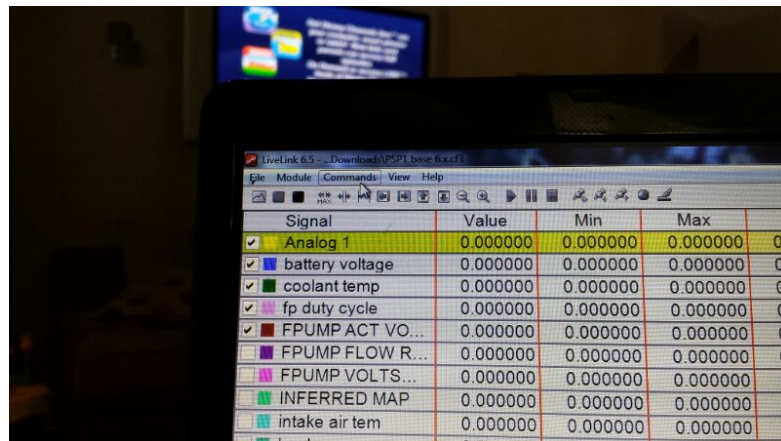 LiveLink 6.5 - ...Downloads\PSP1 base 6.x.cf3
File Module Commands View Help
MAX
Signal Value Min Max
Analog 1 0.000000 0.000000 0.000000 0
battery voltage 0.000000 0.000000 0.000000
coolant temp 0.000000 0.000000 0.000000
fp duty cycle 0.000000 0.000000 0.000000
FPUMP ACT VO... 0.000000 0.000000 0.000000
FPUMP FLOW R... 0.000000 0.000000 0.000000
FPUMP VOLTS... 0.000000 0.000000 0.000000
INFERRED MAP 0.000000 0.000000 0.000000
intake air tem 0.000000 0.000000 0.000000